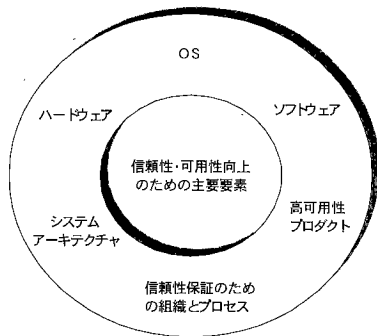 OS
ハードウェア
ソフトウェア
信頼性・可用性向上
のための主要要素
システム
アーキテクチャ
高可用性
プロダクト
信頼性保証のため
の組織とプロセス